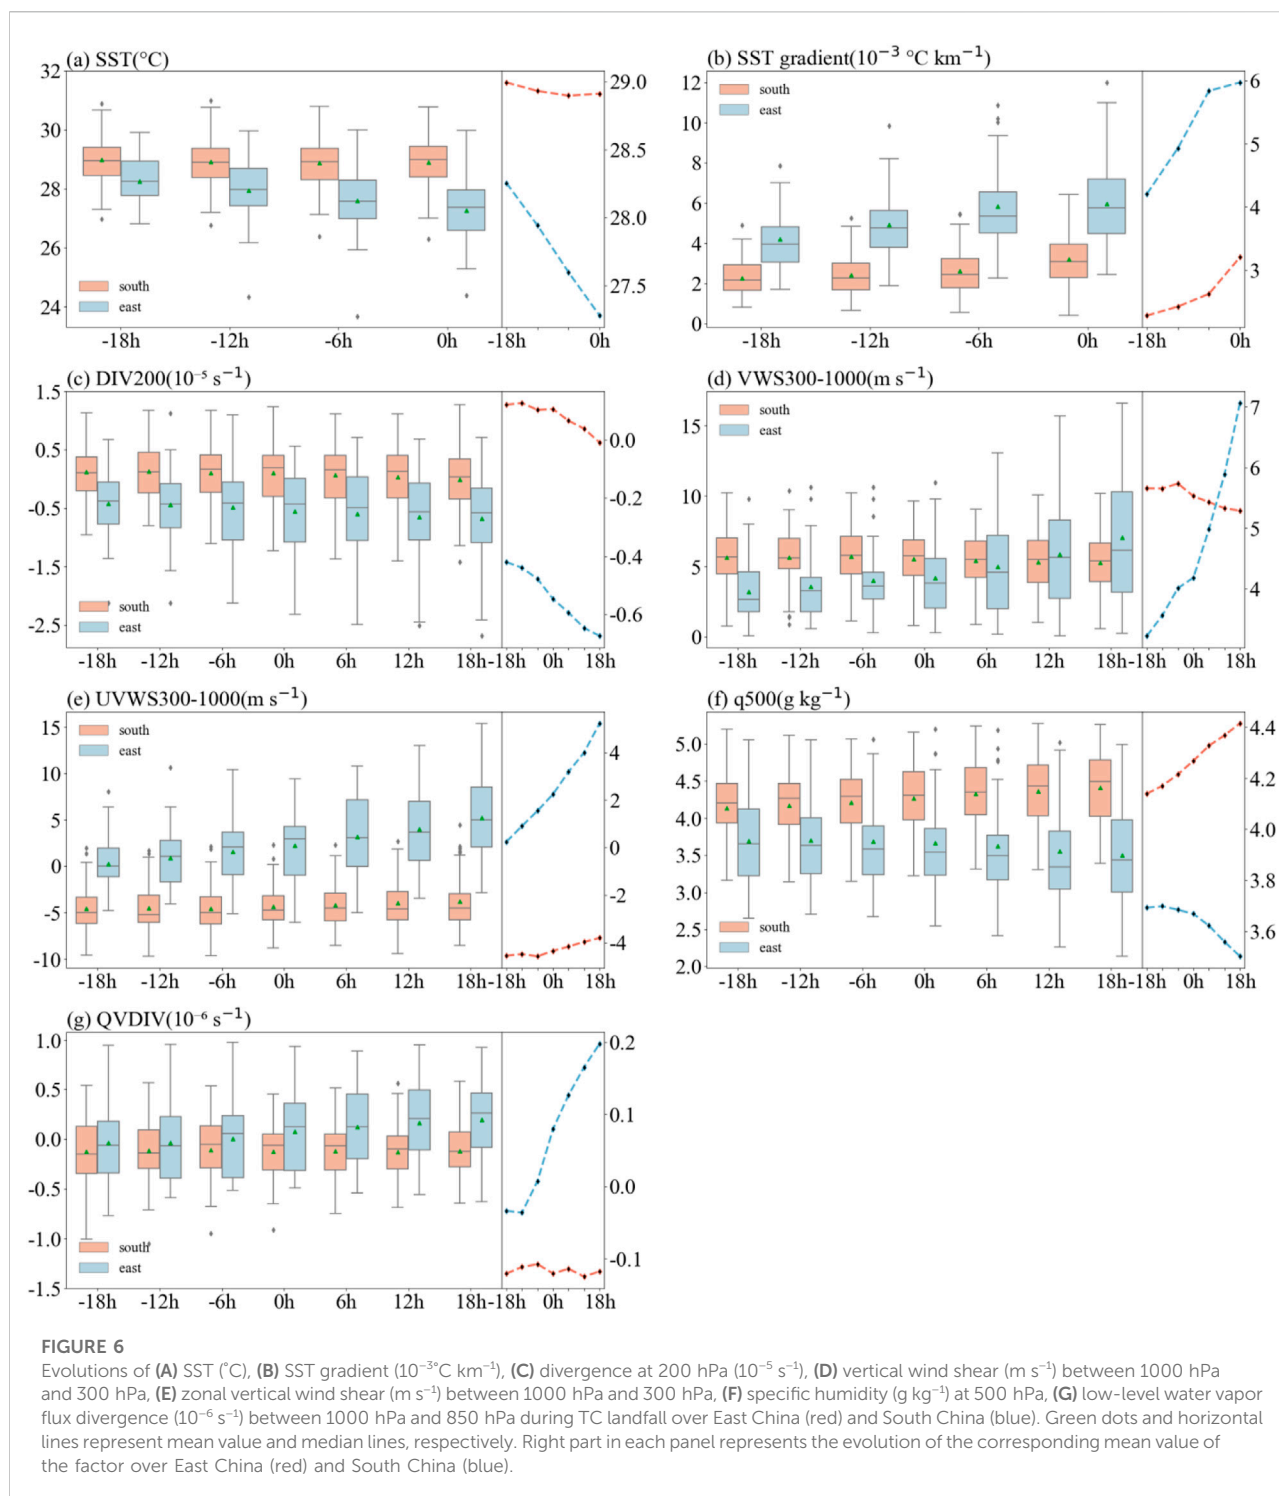 (a) SST(°C)
32
30
28
26
24
south
east
-18h -12h -6h 0h
29.0
28.5
28.0
27.5
-18h 0h
(b) SST gradient(10⁻³ °C km⁻¹)
12
10
8
6
4
2
0
south
east
-18h -12h -6h 0h
6
5
4
3
-18h 0h
(c) DIV200(10⁻⁵ s⁻¹)
1.5
0.5
-0.5
-1.5
-2.5
south
east
-18h -12h -6h 0h 6h 12h 18h
0.0
-0.2
-0.4
-0.6
-18h 0h 18h
(d) VWS300-1000(m s⁻¹)
15
10
5
0
south
east
-18h -12h -6h 0h 6h 12h 18h
7
6
5
4
-18h 0h 18h
(e) UVWS300-1000(m s⁻¹)
15
10
5
0
-5
-10
south
east
-18h -12h -6h 0h 6h 12h 18h
4
2
0
-2
-4
-18h 0h 18h
(f) q500(g kg⁻¹)
5.0
4.5
4.0
3.5
3.0
2.5
2.0
south
east
-18h -12h -6h 0h 6h 12h 18h
4.4
4.2
4.0
3.8
3.6
-18h 0h 18h
(g) QVDIV(10⁻⁶ s⁻¹)
1.0
0.5
0.0
-0.5
-1.0
-1.5
south
east
-18h -12h -6h 0h 6h 12h 18h
0.2
0.1
0.0
-0.1
-18h 0h 18h
FIGURE 6
Evolutions of (A) SST (°C), (B) SST gradient (10⁻³°C km⁻¹), (C) divergence at 200 hPa (10⁻⁵ s⁻¹), (D) vertical wind shear (m s⁻¹) between 1000 hPa
and 300 hPa, (E) zonal vertical wind shear (m s⁻¹) between 1000 hPa and 300 hPa, (F) specific humidity (g kg⁻¹) at 500 hPa, (G) low-level water vapor
flux divergence (10⁻⁶ s⁻¹) between 1000 hPa and 850 hPa during TC landfall over East China (red) and South China (blue). Green dots and horizontal
lines represent mean value and median lines, respectively. Right part in each panel represents the evolution of the corresponding mean value of
the factor over East China (red) and South China (blue).